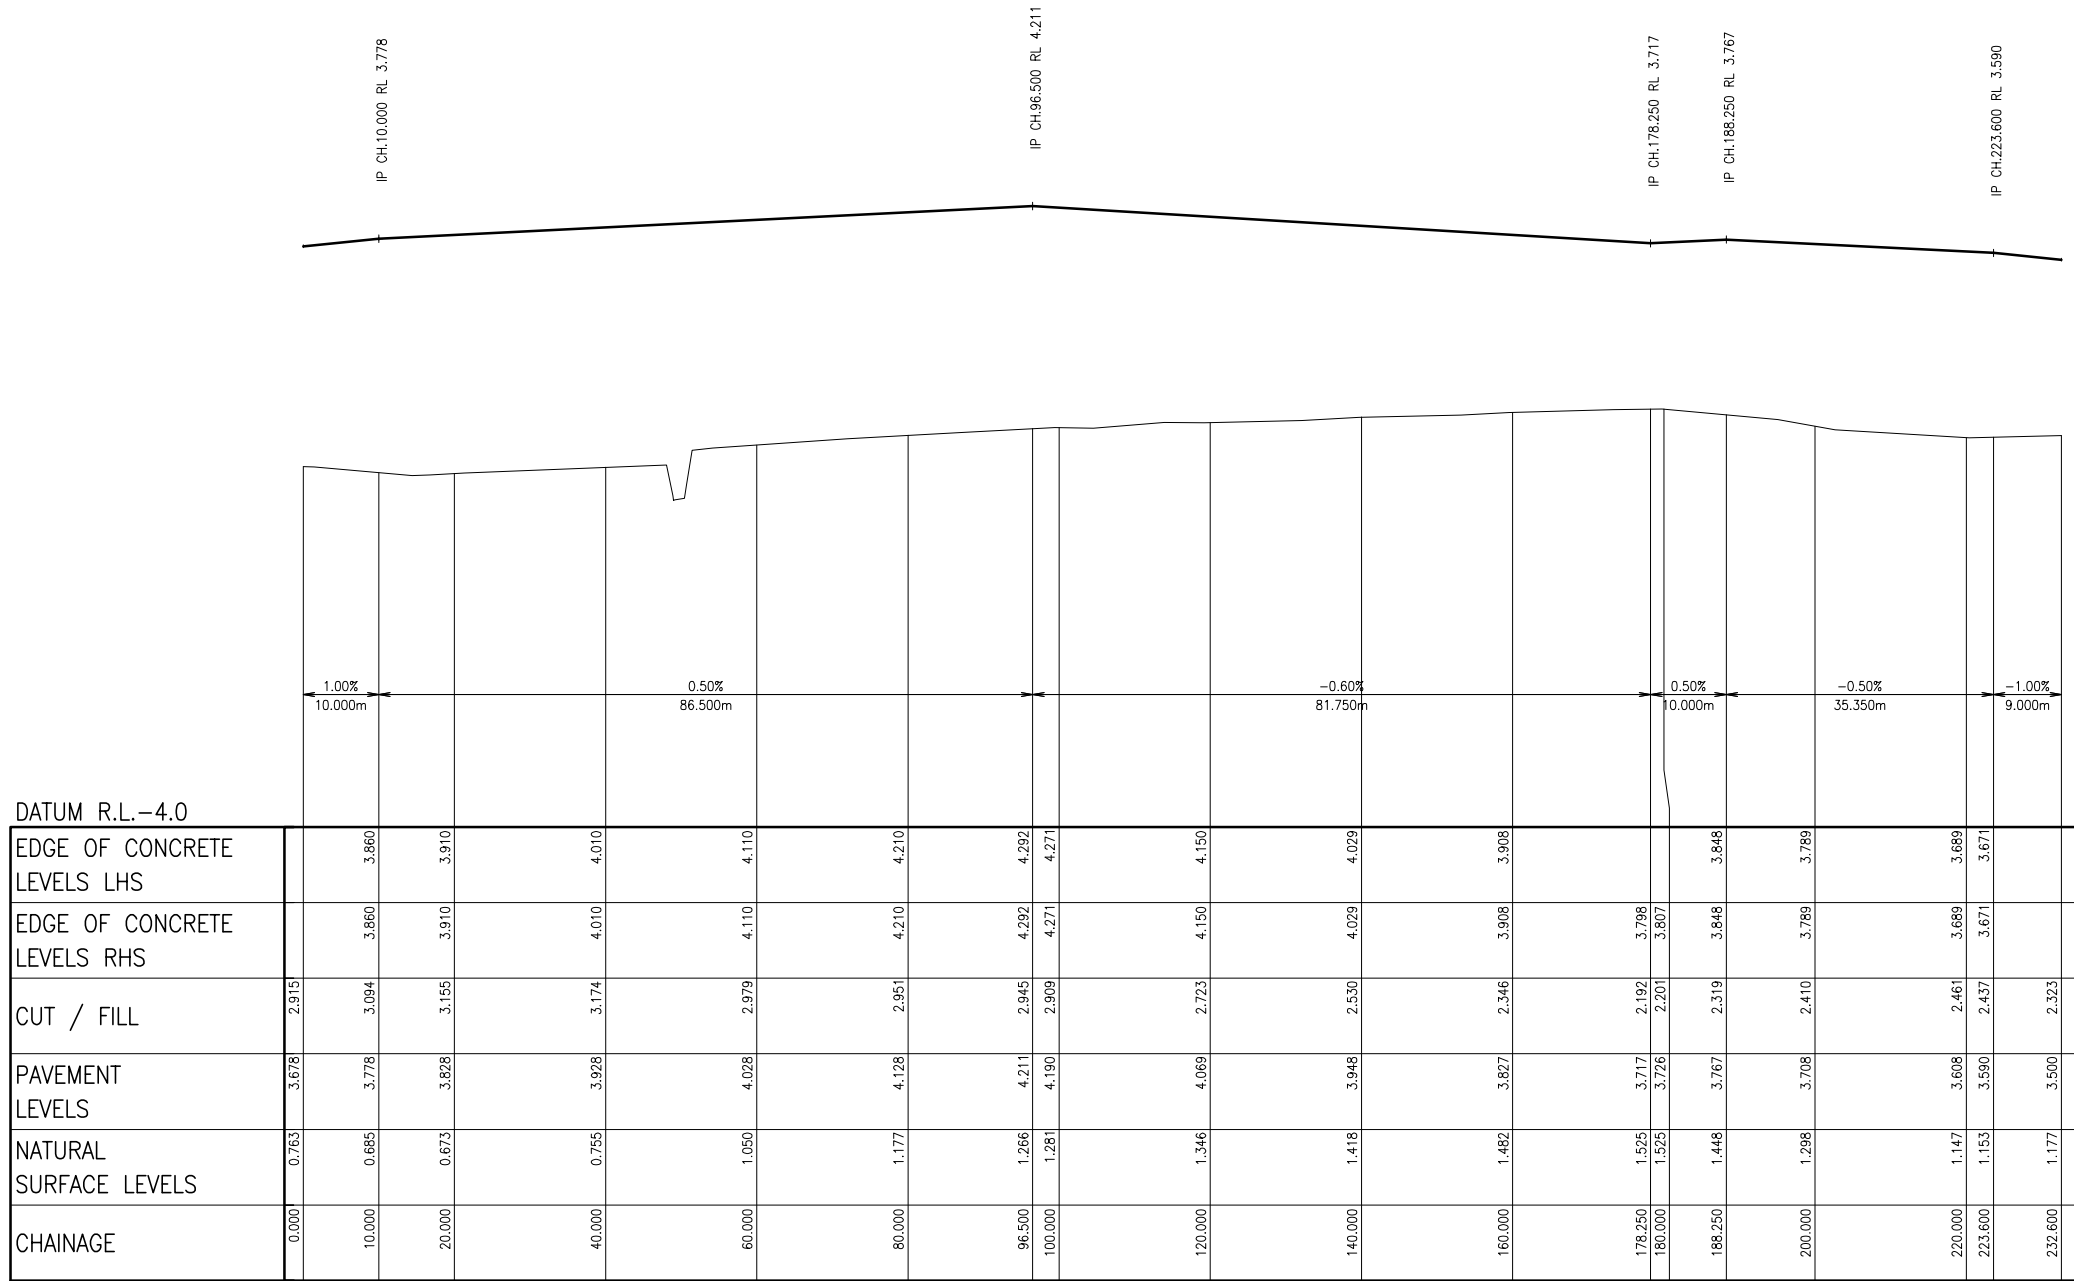 IP CH.10.000 RL 3.778
IP CH.96.500 RL 4.211
IP CH.178.250 RL 3.717
IP CH.188.250 RL 3.767
IP CH.223.600 RL 3.590
1.00%
10.000m
0.50%
86.500m
-0.60%
81.750m
0.50%
10.000m
-0.50%
35.350m
-1.00%
9.000m
DATUM R.L.-4.0
EDGE OF CONCRETE
LEVELS LHS
3.860 3.910 4.010 4.110 4.210 4.292 4.271 4.150 4.029 3.908 3.848 3.789 3.689 3.671
EDGE OF CONCRETE
LEVELS RHS
3.860 3.910 4.010 4.110 4.210 4.292 4.271 4.150 4.029 3.908 3.798 3.807 3.848 3.789 3.689 3.671
CUT / FILL
2.915 3.094 3.155 3.174 2.979 2.951 2.945 2.909 2.723 2.530 2.346 2.192 2.201 2.319 2.410 2.461 2.437 2.323
PAVEMENT
LEVELS
3.678 3.778 3.828 3.928 4.028 4.128 4.211 4.190 4.069 3.948 3.827 3.717 3.726 3.767 3.708 3.608 3.590 3.500
NATURAL
SURFACE LEVELS
0.763 0.685 0.673 0.755 1.050 1.177 1.266 1.281 1.346 1.418 1.482 1.525 1.525 1.448 1.298 1.147 1.153 1.177
CHAINAGE
0.000 10.000 20.000 40.000 60.000 80.000 96.500 100.000 120.000 140.000 160.000 178.250 180.000 188.250 200.000 220.000 223.600 232.600